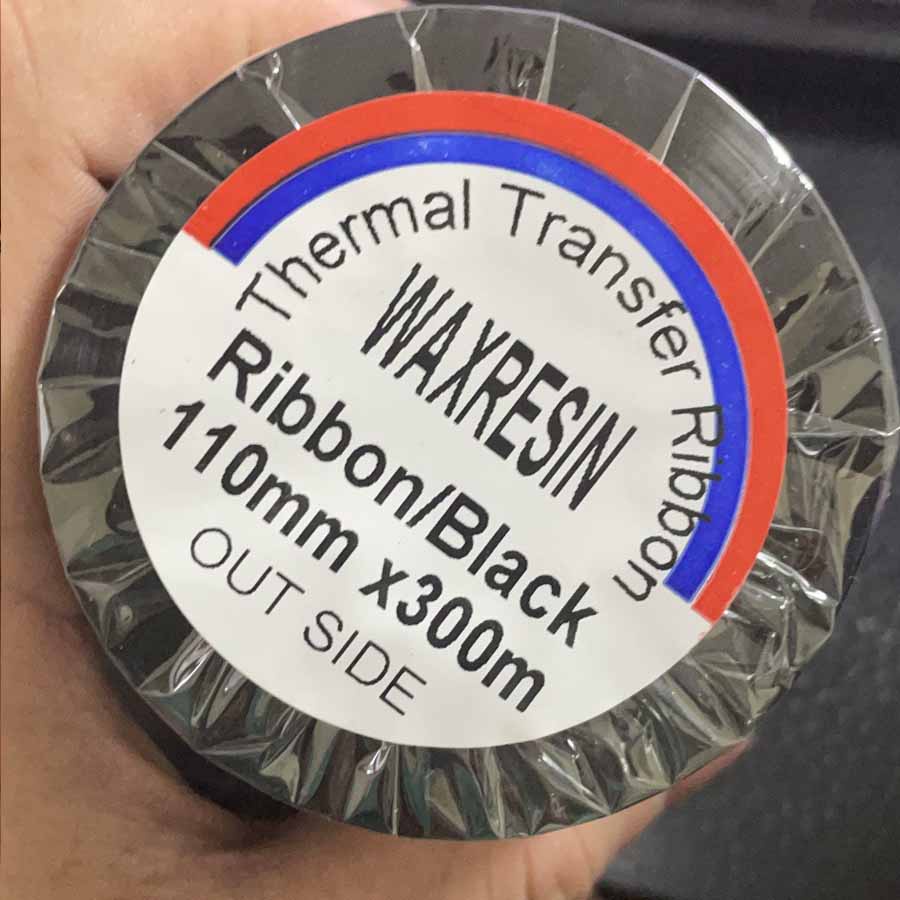 Thermal Transfer Ribbon
WAXRESIN
Ribbon/Black
110mm x300m
OUT SIDE